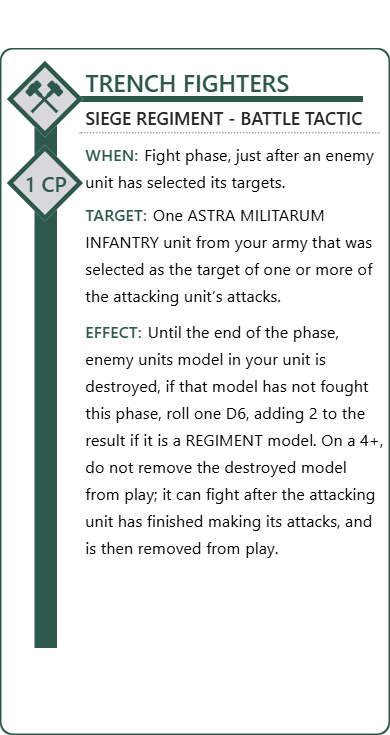 TRENCH FIGHTERS
SIEGE REGIMENT - BATTLE TACTIC
1 CP
WHEN: Fight phase, just after an enemy
unit has selected its targets.
TARGET: One ASTRA MILITARUM
INFANTRY unit from your army that was
selected as the target of one or more of
the attacking unit's attacks.
EFFECT: Until the end of the phase,
enemy units model in your unit is
destroyed, if that model has not fought
this phase, roll one D6, adding 2 to the
result if it is a REGIMENT model. On a 4+,
do not remove the destroyed model
from play; it can fight after the attacking
unit has finished making its attacks, and
is then removed from play.